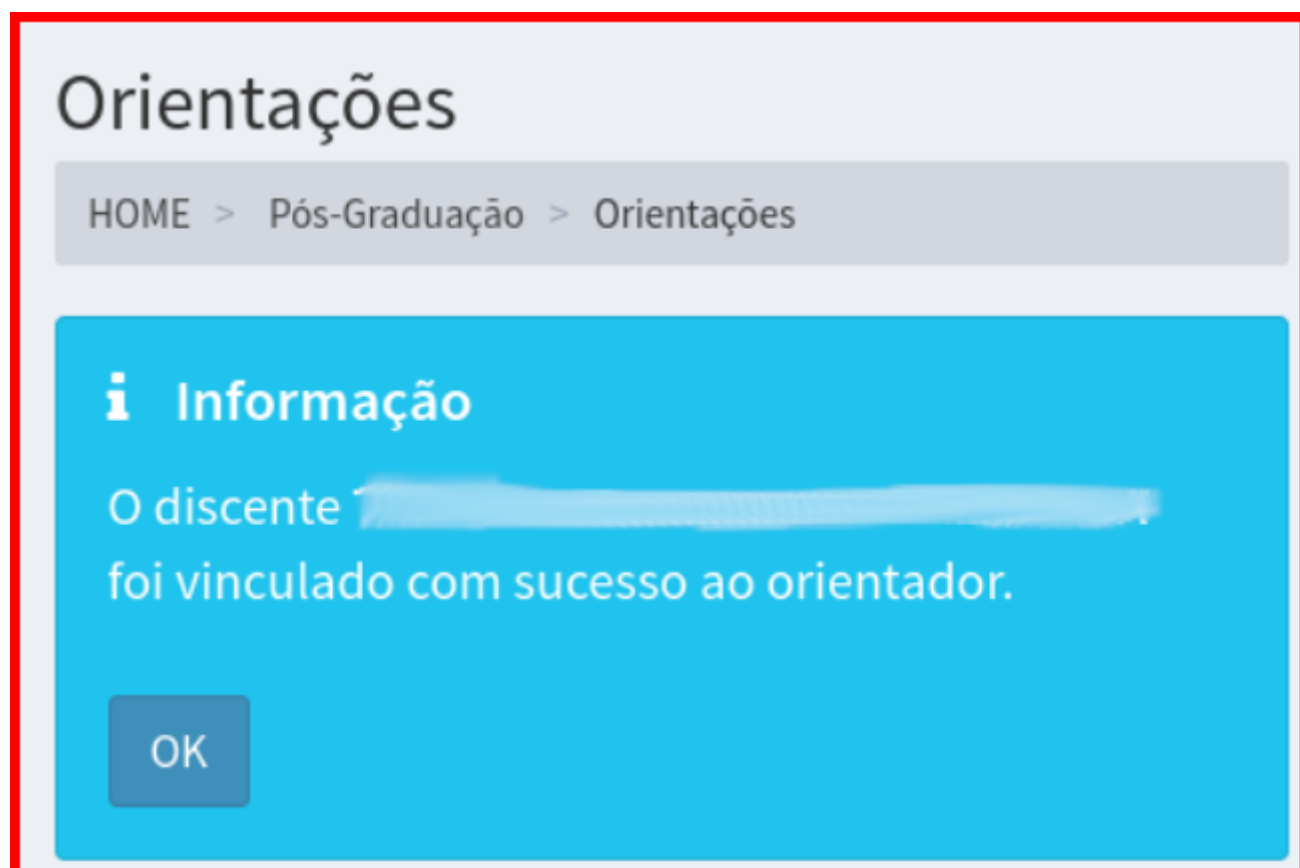 Orientações
HOME > Pós-Graduação > Orientações
i Informação
O discente
foi vinculado com sucesso ao orientador.
OK